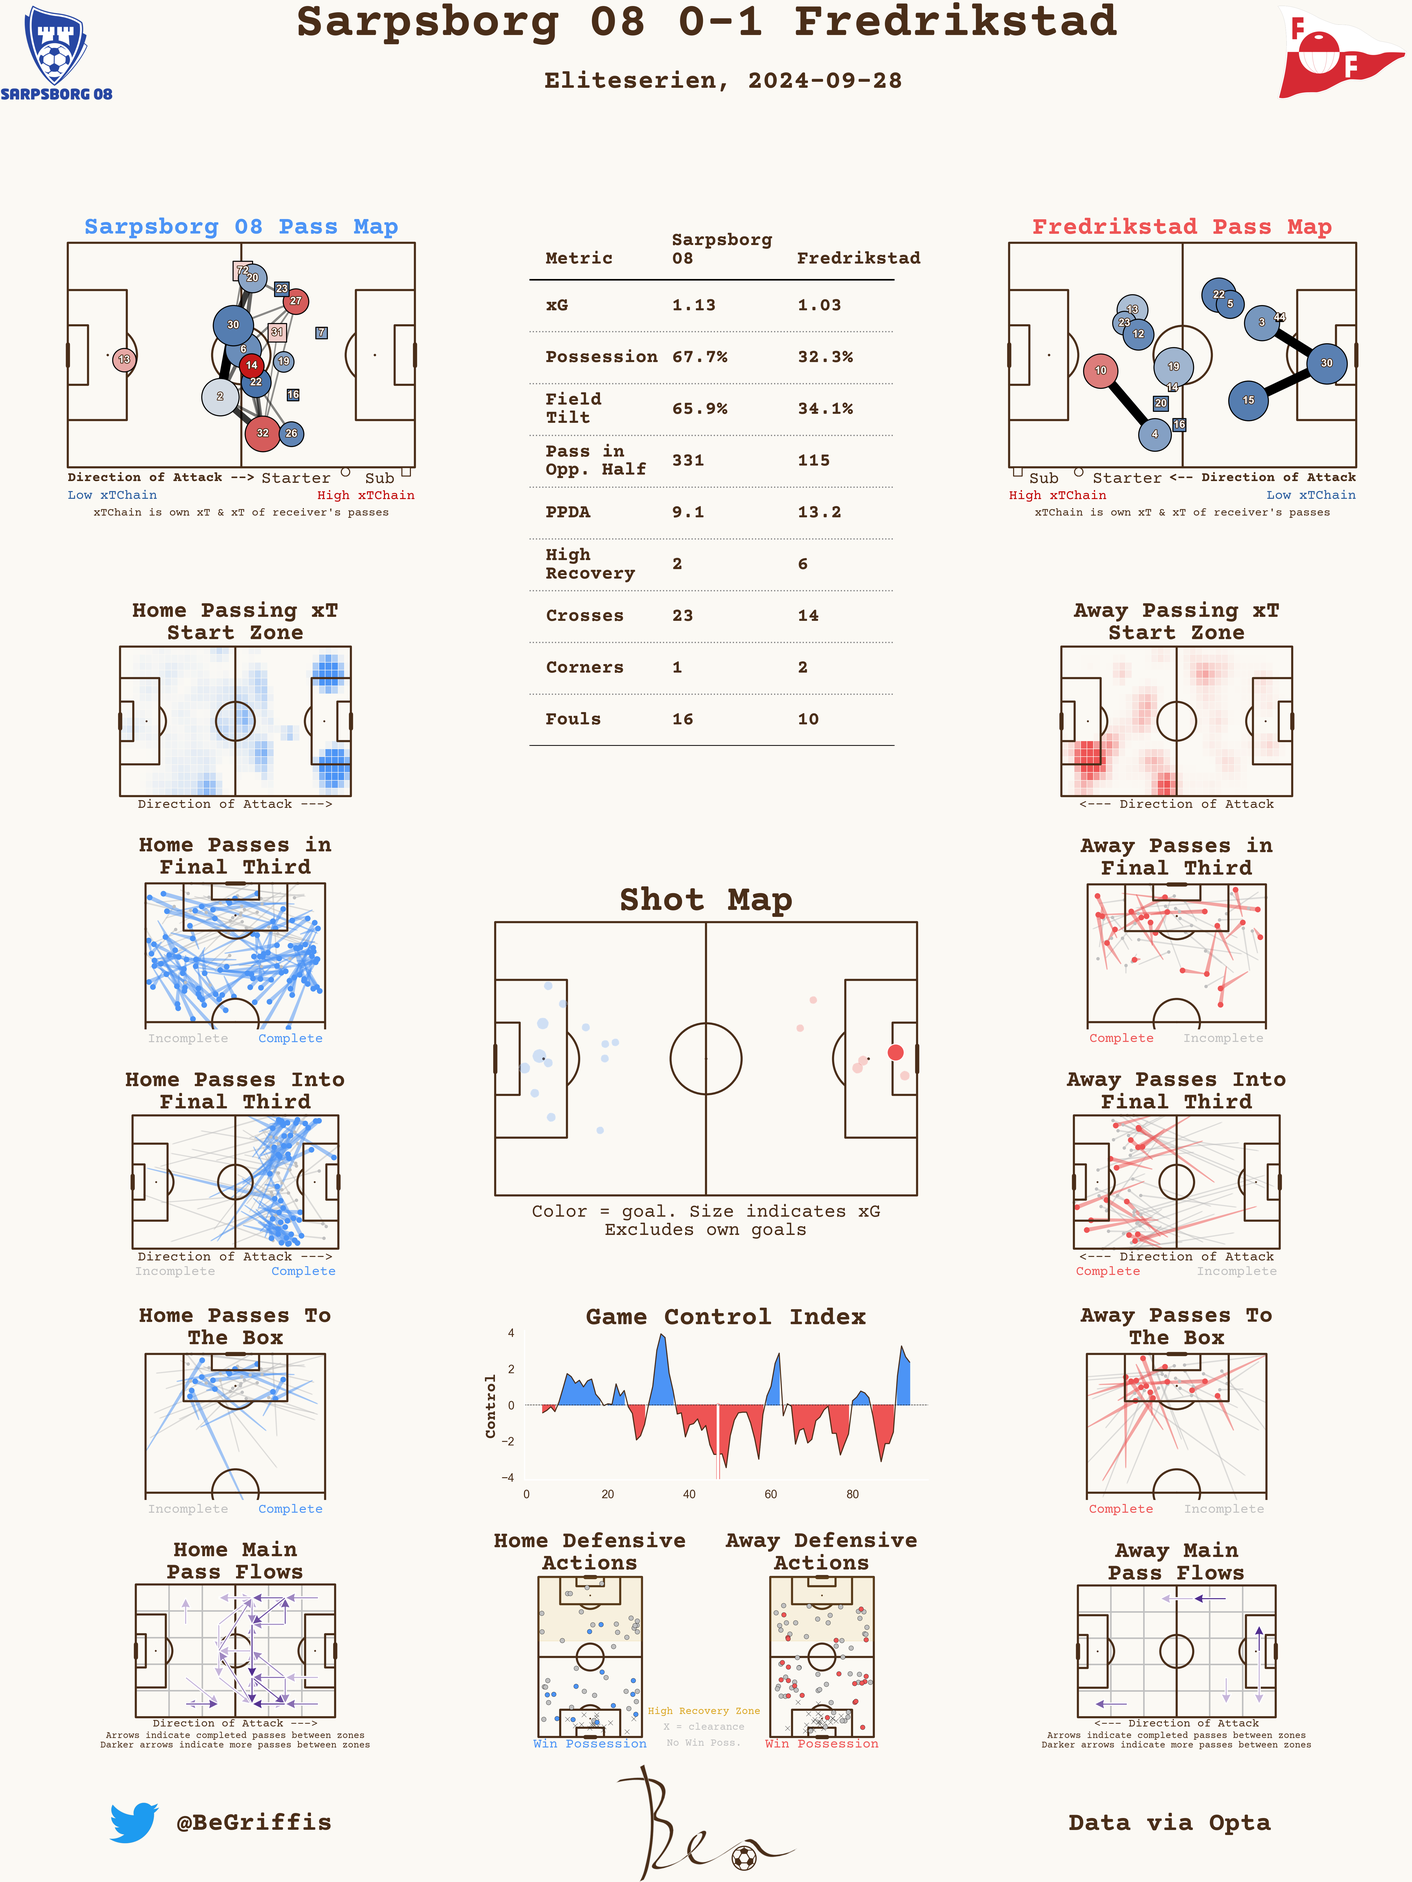 Sarpsborg 08 0-1 Fredrikstad
Eliteserien, 2024-09-28
SARPSBORG 08
F
F
Sarpsborg 08 Pass Map
72
20
23
27
30
31
7
6
13
14
19
22
2
16
32
26
Direction of Attack --> Starter Sub
Low xTChain High xTChain
xTChain is own xT & xT of receiver's passes
Metric Sarpsborg 08 Fredrikstad
xG 1.13 1.03
Possession 67.7% 32.3%
Field Tilt 65.9% 34.1%
Pass in Opp. Half 331 115
PPDA 9.1 13.2
High Recovery 2 6
Crosses 23 14
Corners 1 2
Fouls 16 10
Fredrikstad Pass Map
22
5
13
23
3
44
12
10
19
30
14
20
15
16
4
Sub Starter <-- Direction of Attack
High xTChain Low xTChain
xTChain is own xT & xT of receiver's passes
Home Passing xT
Start Zone
Direction of Attack --->
Away Passing xT
Start Zone
<--- Direction of Attack
Home Passes in
Final Third
Incomplete Complete
Away Passes in
Final Third
Complete Incomplete
Shot Map
Color = goal. Size indicates xG
Excludes own goals
Home Passes Into
Final Third
Direction of Attack --->
Incomplete Complete
Away Passes Into
Final Third
<--- Direction of Attack
Complete Incomplete
Home Passes To
The Box
Incomplete Complete
Game Control Index
Control
4
2
0
−2
−4
0 20 40 60 80
Away Passes To
The Box
Complete Incomplete
Home Main
Pass Flows
Direction of Attack --->
Arrows indicate completed passes between zones
Darker arrows indicate more passes between zones
Home Defensive
Actions
Win Possession
High Recovery Zone
X = clearance
No Win Poss.
Away Defensive
Actions
Win Possession
Away Main
Pass Flows
<--- Direction of Attack
Arrows indicate completed passes between zones
Darker arrows indicate more passes between zones
@BeGriffis
Ben
Data via Opta